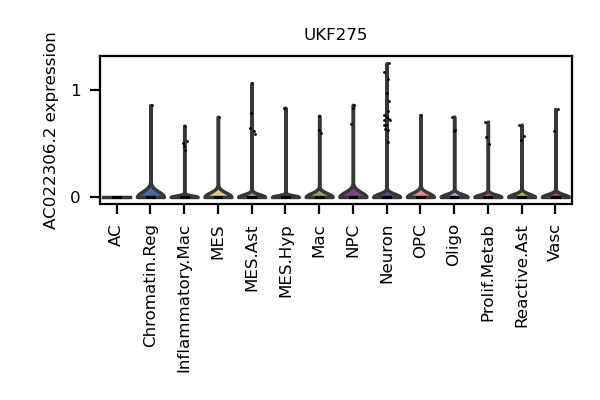 UKF275
AC022306.2 expression
1
0
AC
Chromatin.Reg
Inflammatory.Mac
MES
MES.Ast
MES.Hyp
Mac
NPC
Neuron
OPC
Oligo
Prolif.Metab
Reactive.Ast
Vasc